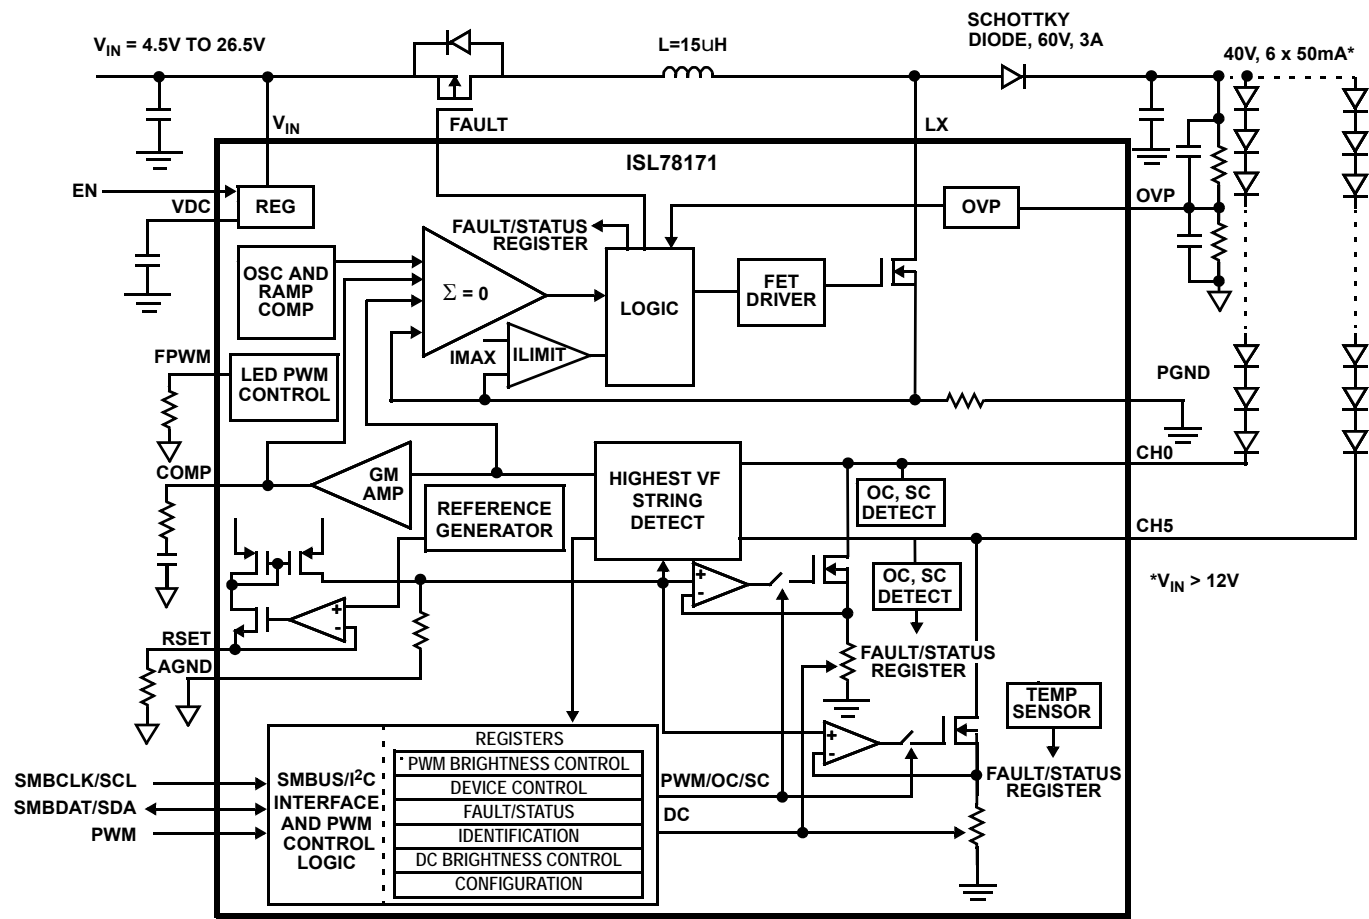 V_IN = 4.5V TO 26.5V
L=15uH
SCHOTTKY
DIODE, 60V, 3A
40V, 6 x 50mA*
V_IN
FAULT
LX
ISL78171
EN
VDC
REG
OVP
OVP
FAULT/STATUS
REGISTER
OSC AND
RAMP
COMP
Σ = 0
LOGIC
FET
DRIVER
IMAX
ILIMIT
FPWM
LED PWM
CONTROL
PGND
COMP
GM
AMP
HIGHEST VF
STRING
DETECT
CH0
OC, SC
DETECT
REFERENCE
GENERATOR
CH5
+
-
OC, SC
DETECT
*V_IN > 12V
+
-
RSET
AGND
FAULT/STATUS
REGISTER
TEMP
SENSOR
+
-
REGISTERS
SMBUS/I²C
INTERFACE
AND PWM
CONTROL
LOGIC
PWM BRIGHTNESS CONTROL
DEVICE CONTROL
FAULT/STATUS
IDENTIFICATION
DC BRIGHTNESS CONTROL
CONFIGURATION
PWM/OC/SC
DC
FAULT/STATUS
REGISTER
SMBCLK/SCL
SMBDAT/SDA
PWM